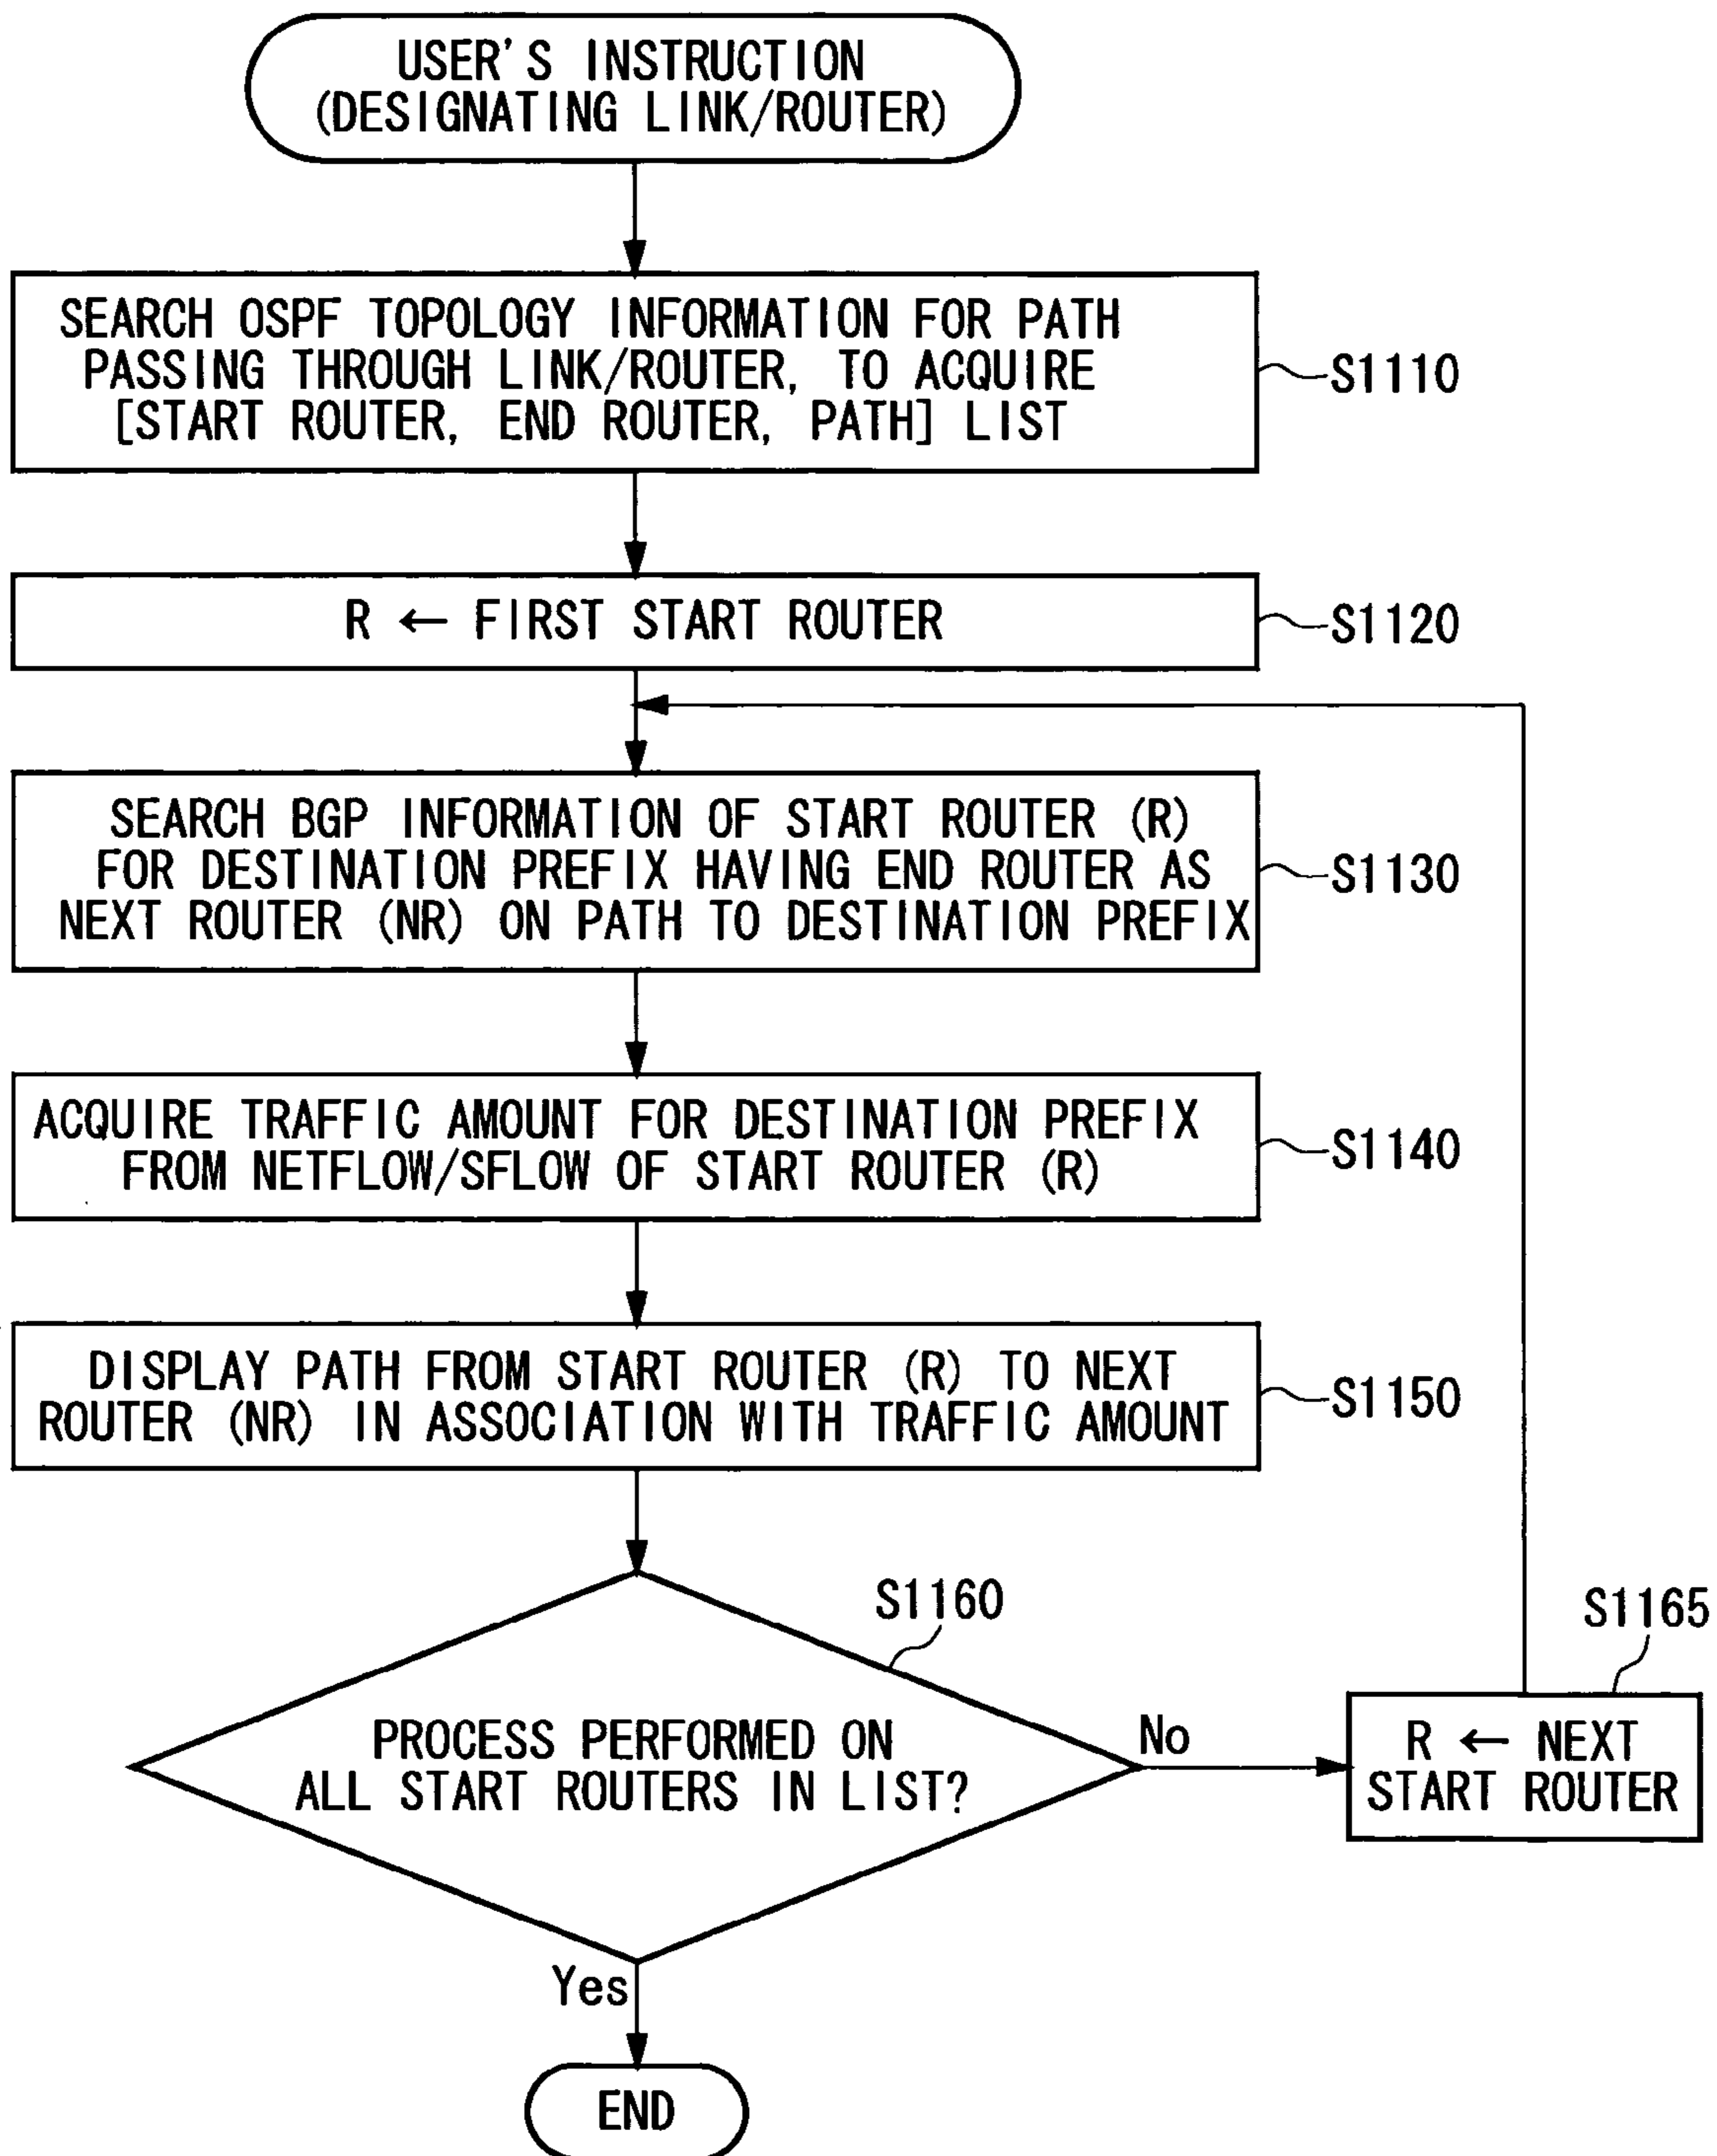 USER'S INSTRUCTION
(DESIGNATING LINK/ROUTER)
SEARCH OSPF TOPOLOGY INFORMATION FOR PATH
PASSING THROUGH LINK/ROUTER, TO ACQUIRE
[START ROUTER, END ROUTER, PATH] LIST
S1110
R ← FIRST START ROUTER
S1120
SEARCH BGP INFORMATION OF START ROUTER (R)
FOR DESTINATION PREFIX HAVING END ROUTER AS
NEXT ROUTER (NR) ON PATH TO DESTINATION PREFIX
S1130
ACQUIRE TRAFFIC AMOUNT FOR DESTINATION PREFIX
FROM NETFLOW/SFLOW OF START ROUTER (R)
S1140
DISPLAY PATH FROM START ROUTER (R) TO NEXT
ROUTER (NR) IN ASSOCIATION WITH TRAFFIC AMOUNT
S1150
S1160
PROCESS PERFORMED ON
ALL START ROUTERS IN LIST?
No
S1165
R ← NEXT
START ROUTER
Yes
END